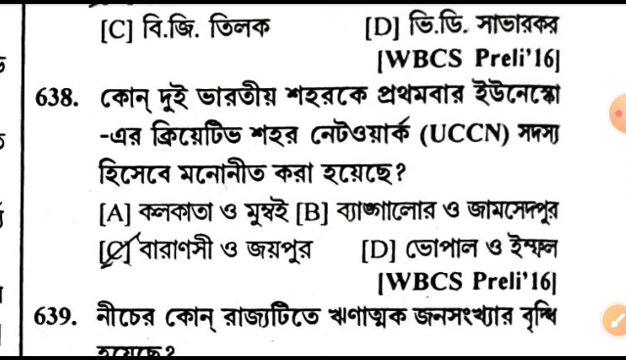 [C] বি.জি. তিলক [D] ভি.ডি. সাভারকর
[WBCS Preli’16]
638. কোন্ দুই ভারতীয় শহরকে প্রথমবার ইউনেস্কো
-এর ক্রিয়েটিভ শহর নেটওয়ার্ক (UCCN) সদস্য
হিসেবে মনোনীত করা হয়েছে?
[A] কলকাতা ও মুম্বই [B] ব্যাঙ্গালোর ও জামসেদপুর
[C] বারাণসী ও জয়পুর [D] ভোপাল ও ইম্ফল
[WBCS Preli’16]
639. নীচের কোন্ রাজ্যটিতে ঋণাত্মক জনসংখ্যার বৃদ্ধি
হয়েছে?